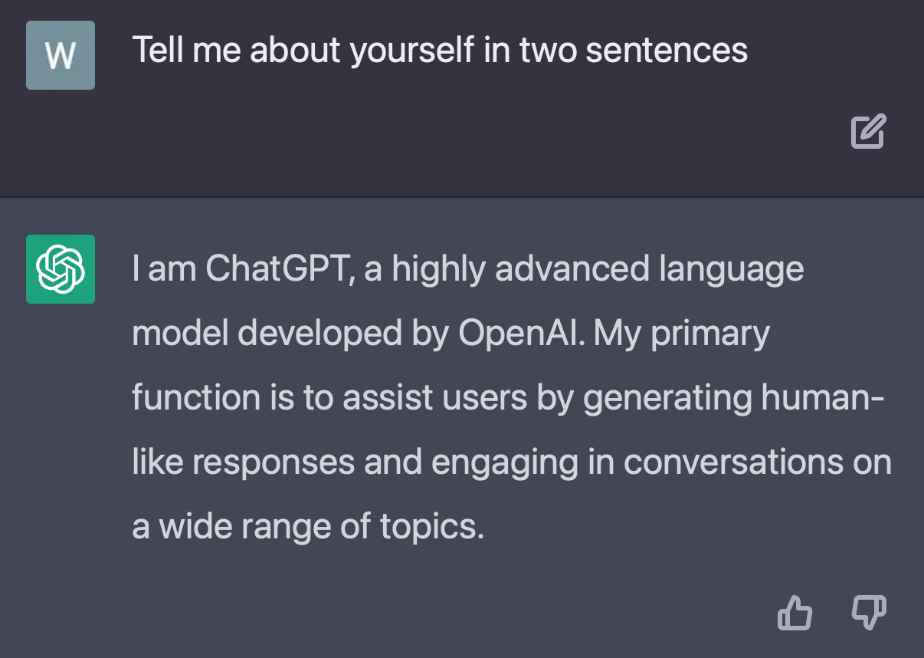 W
Tell me about yourself in two sentences
I am ChatGPT, a highly advanced language
model developed by OpenAI. My primary
function is to assist users by generating human-
like responses and engaging in conversations on
a wide range of topics.